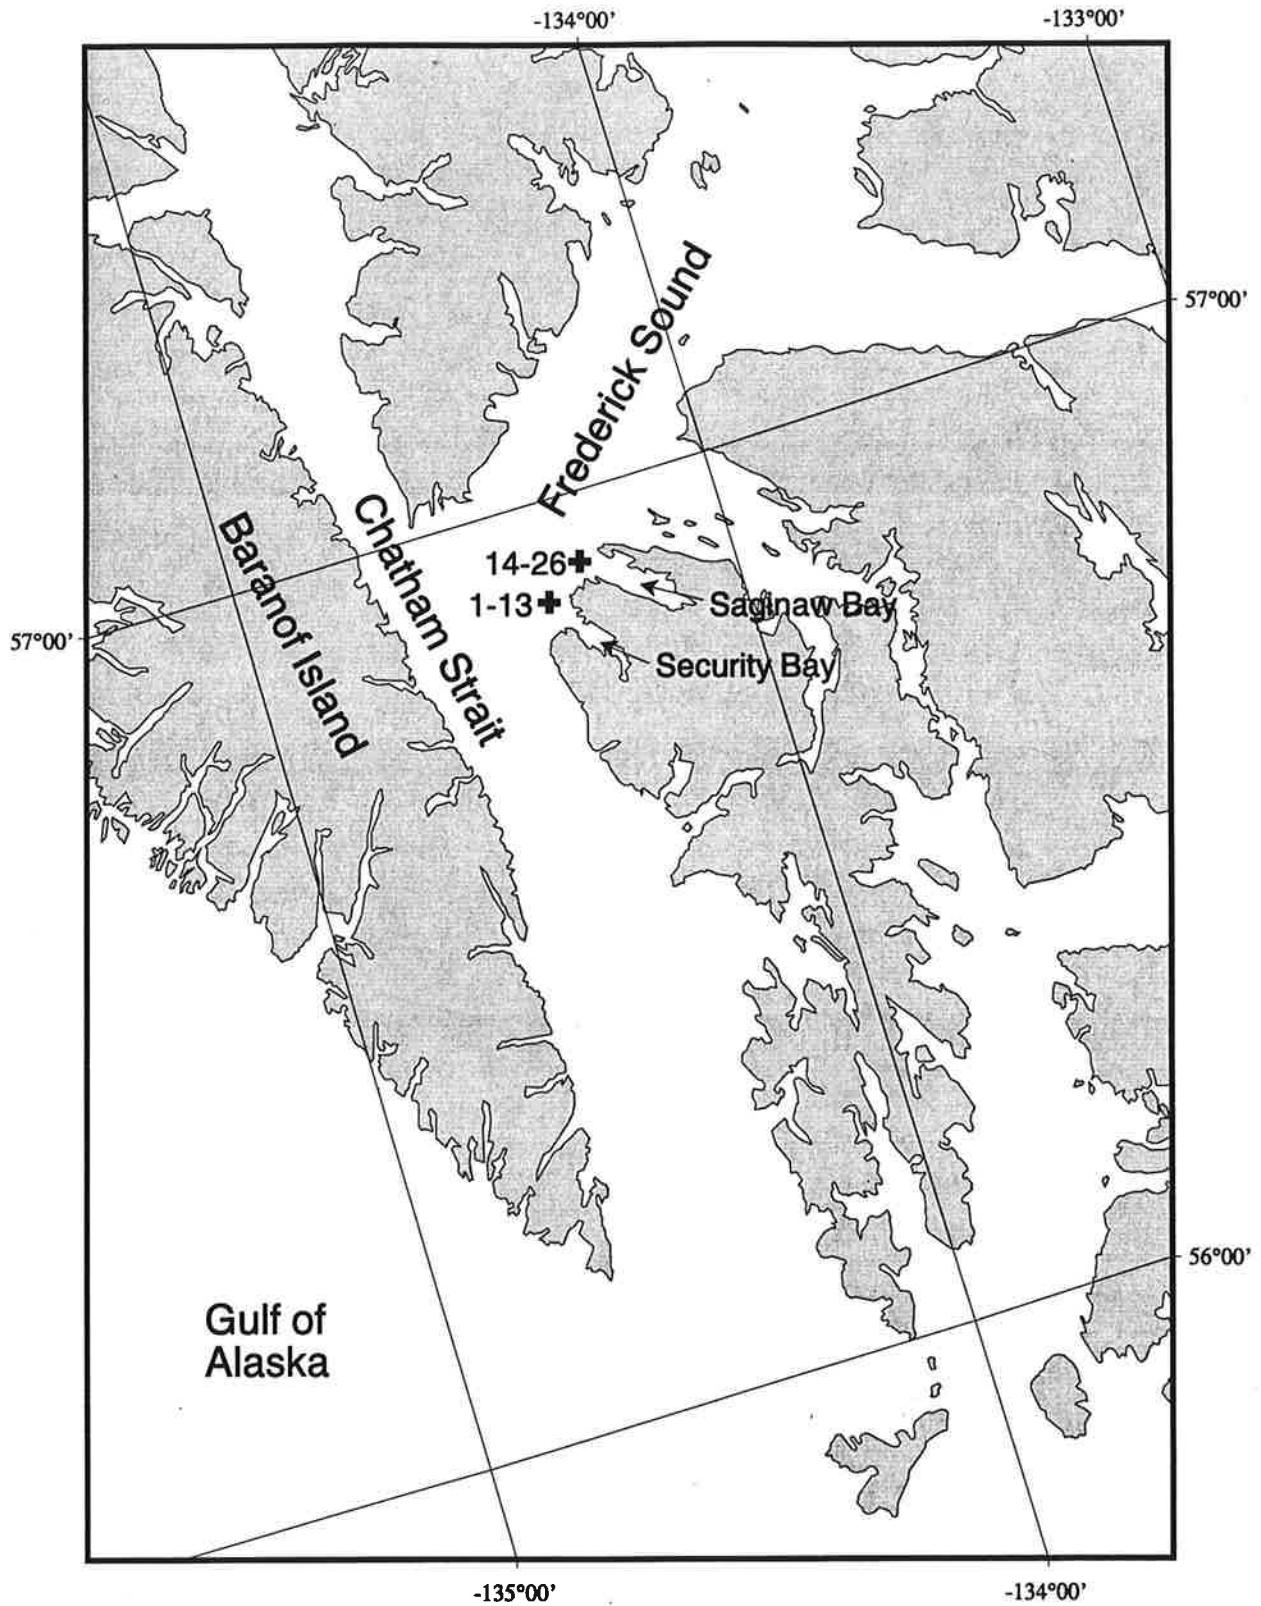 -134°00'
-133°00'
57°00'
Frederick Sound
Chatham Strait
Baranof Island
14-26
1-13
Saginaw Bay
Security Bay
57°00'
56°00'
Gulf of
Alaska
-135°00'
-134°00'